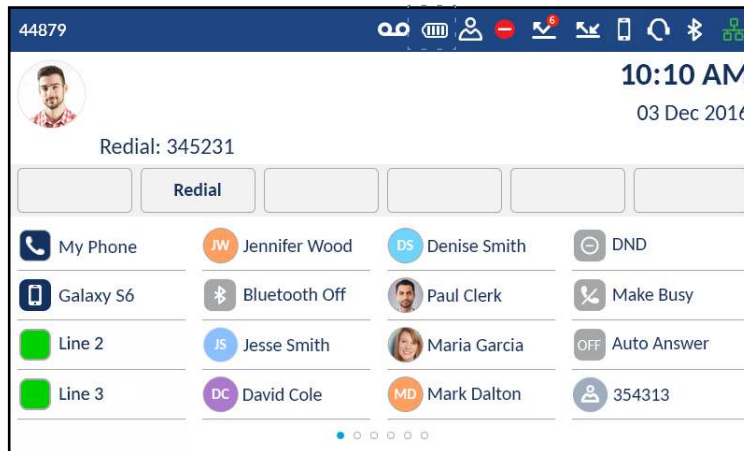 44879
6
10:10 AM
03 Dec 2016
Redial: 345231
Redial
My Phone
JW Jennifer Wood
DS Denise Smith
DND
Galaxy S6
Bluetooth Off
Paul Clerk
Make Busy
Line 2
JS Jesse Smith
Maria Garcia
OFF Auto Answer
Line 3
DC David Cole
MD Mark Dalton
354313